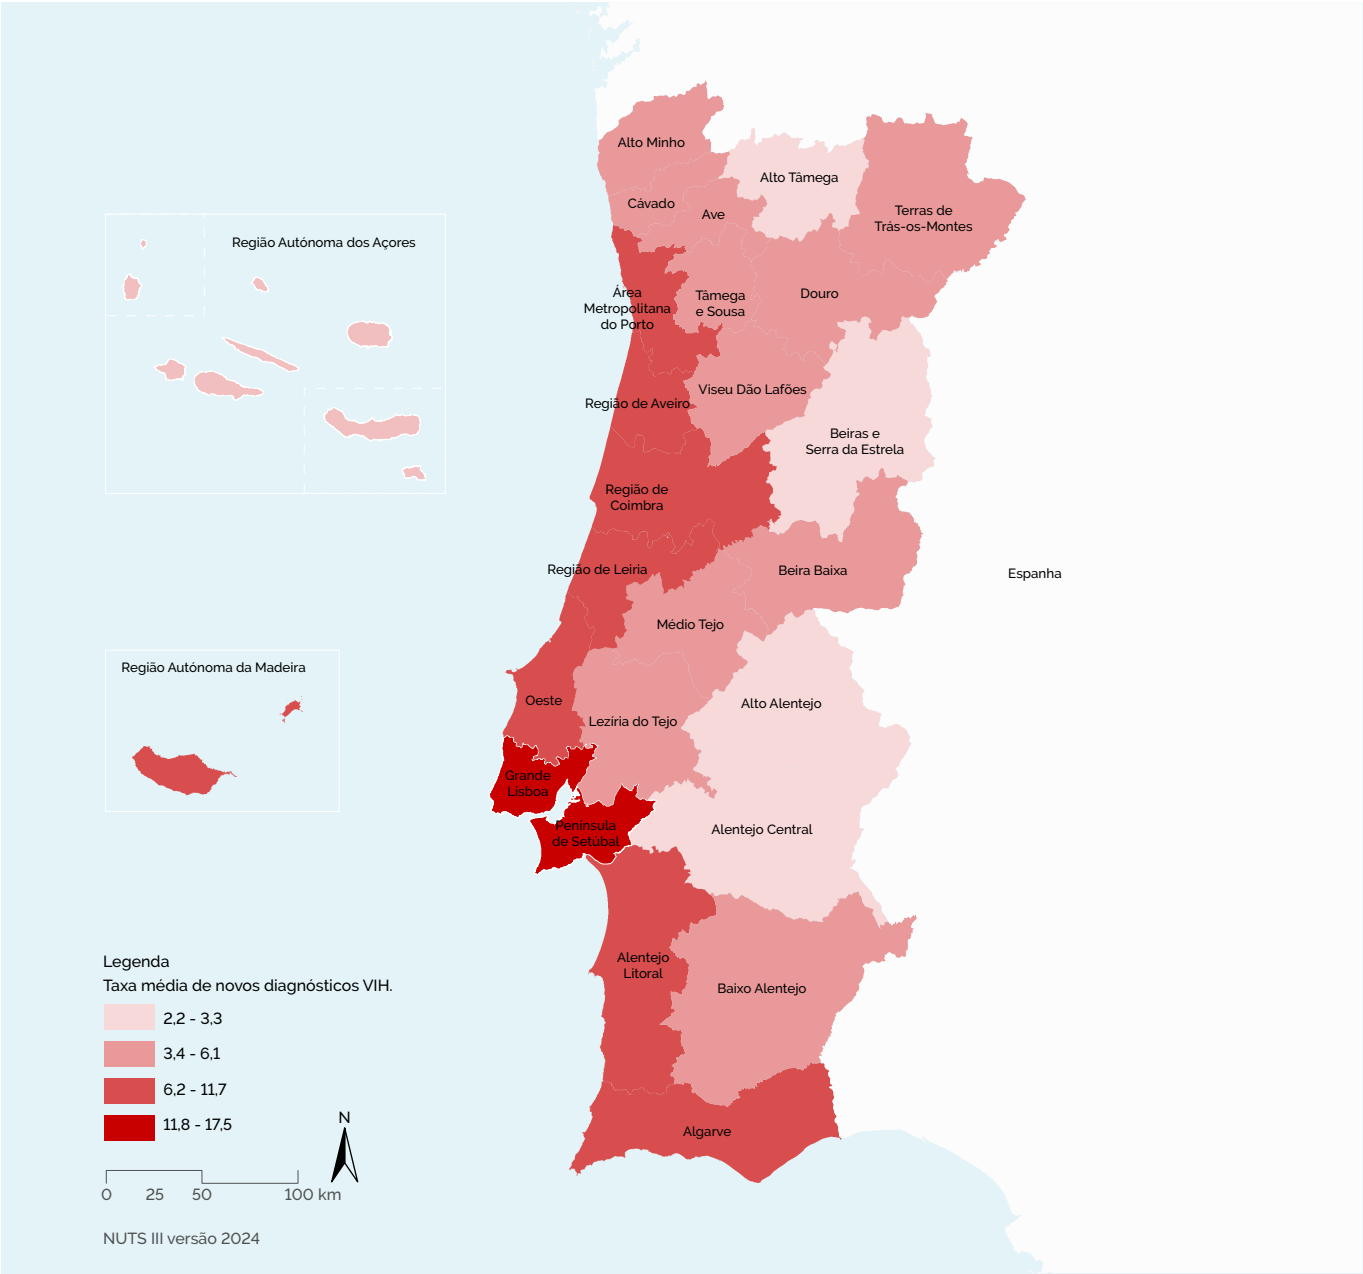 Alto Minho
Alto Tâmega
Cávado
Ave
Terras de
Trás-os-Montes
Região Autónoma dos Açores
Área
Metropolitana
do Porto
Tâmega
e Sousa
Douro
Viseu Dão Lafões
Região de Aveiro
Beiras e
Serra da Estrela
Região de
Coimbra
Região de Leiria
Beira Baixa
Espanha
Médio Tejo
Região Autónoma da Madeira
Oeste
Alto Alentejo
Lezíria do Tejo
Grande
Lisboa
Península
de Setúbal
Alentejo Central
Alentejo
Litoral
Baixo Alentejo
Algarve
Legenda
Taxa média de novos diagnósticos VIH.
2,2 - 3,3
3,4 - 6,1
6,2 - 11,7
11,8 - 17,5
N
0 25 50 100 km
NUTS III versão 2024